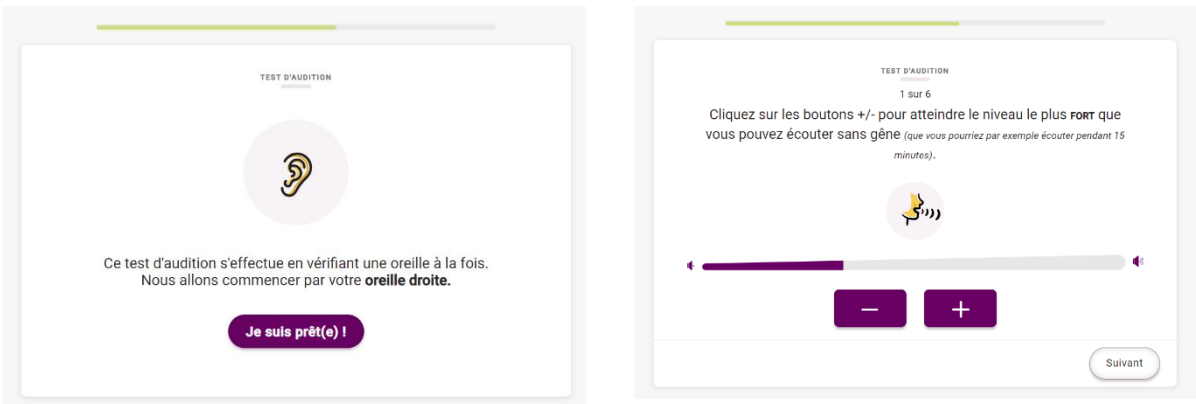 TEST D'AUDITION
Ce test d'audition s'effectue en vérifiant une oreille à la fois.
Nous allons commencer par votre oreille droite.
Je suis prêt(e) !
TEST D'AUDITION
1 sur 6
Cliquez sur les boutons +/- pour atteindre le niveau le plus FORT que
vous pouvez écouter sans gêne (que vous pourriez par exemple écouter pendant 15
minutes).
− +
Suivant